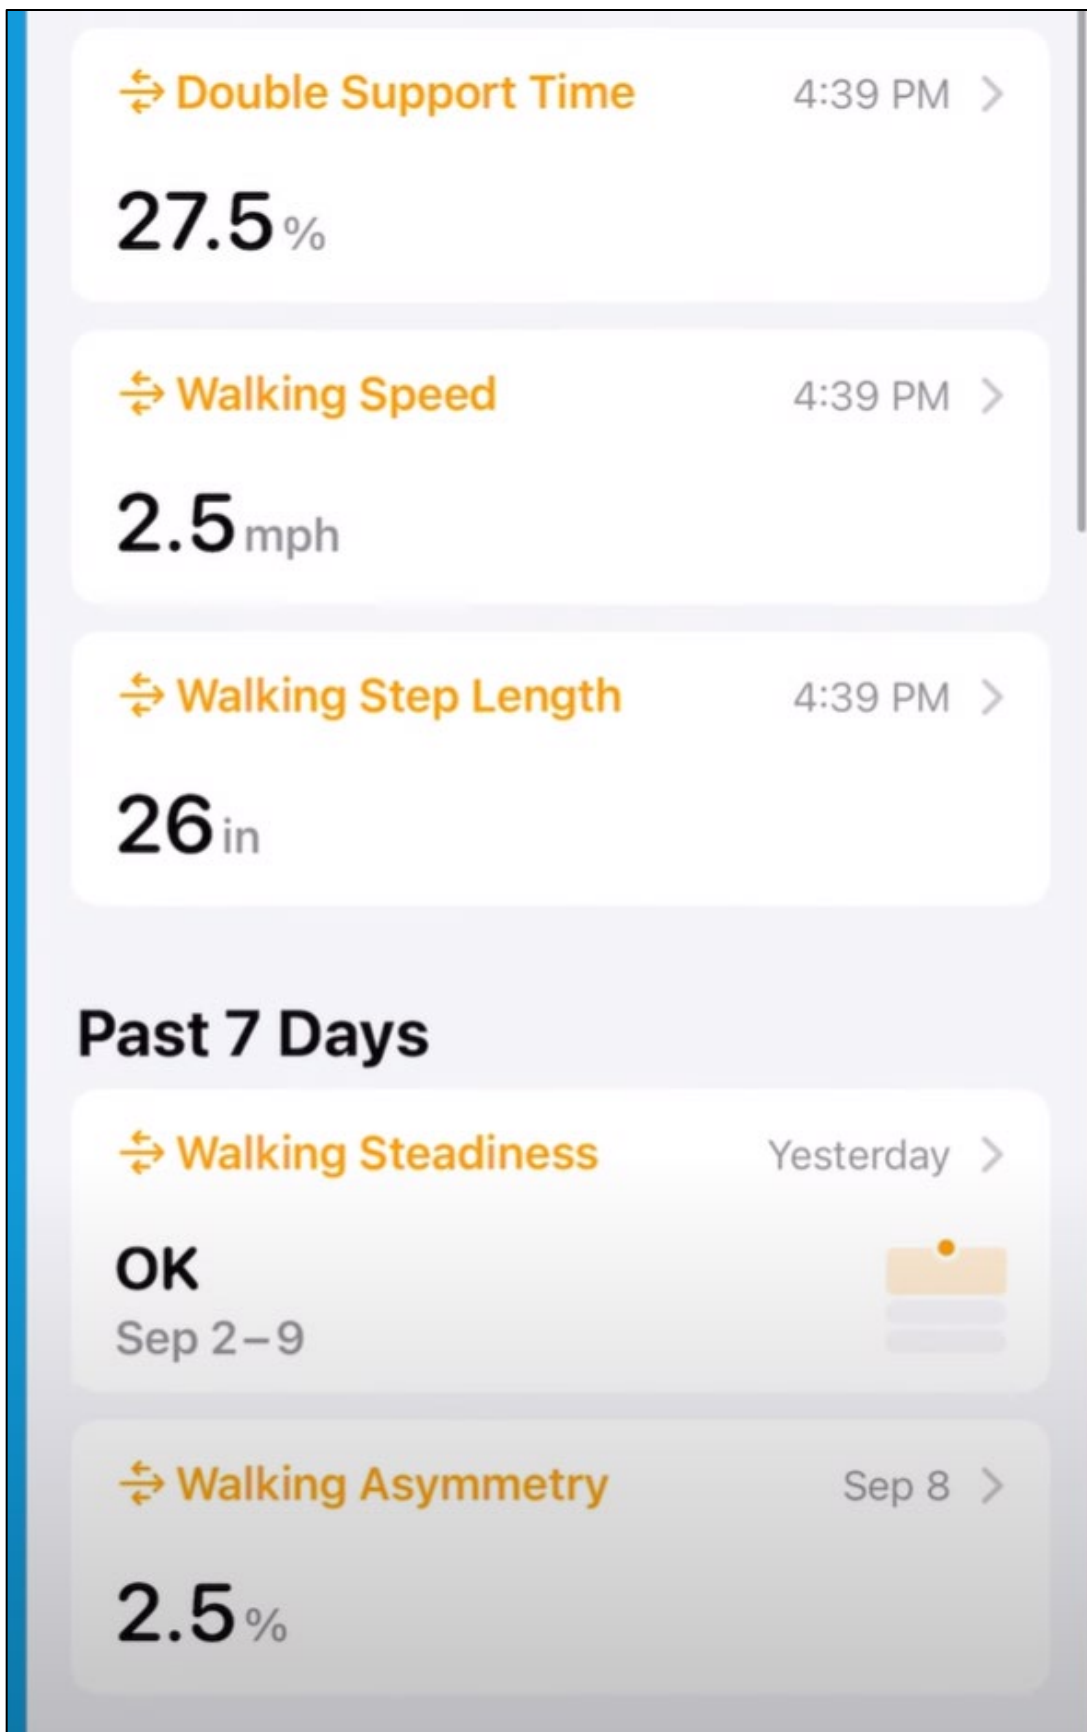 Double Support Time 4:39 PM
27.5%
Walking Speed 4:39 PM
2.5 mph
Walking Step Length 4:39 PM
26 in
Past 7 Days
Walking Steadiness Yesterday
OK
Sep 2–9
Walking Asymmetry Sep 8
2.5%